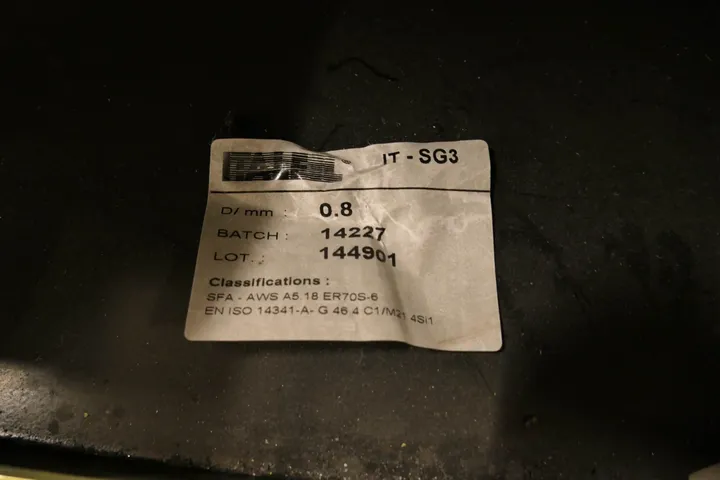 IT - SG3
D/ mm : 0.8
BATCH : 14227
LOT. : 144901
Classifications :
SFA - AWS A5.18 ER70S-6
EN ISO 14341-A- G 46 4 C1/M21 4Si1